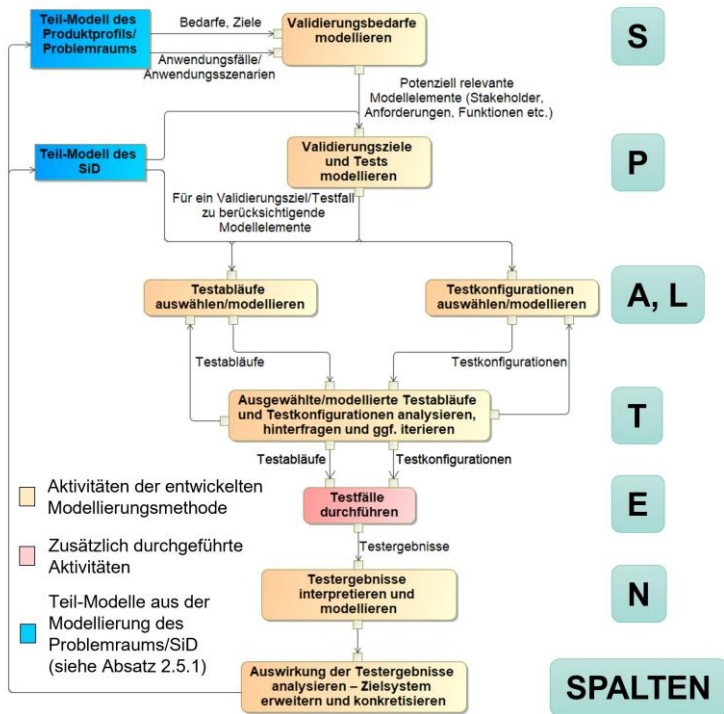 Teil-Modell des
Produktprofils/
Problemraums
Bedarfe, Ziele
Anwendungsfälle/
Anwendungsszenarien
Validierungsbedarfe
modellieren
S
Potenziell relevante
Modellelemente (Stakeholder,
Anforderungen, Funktionen etc.)
Teil-Modell des
SiD
Validierungsziele
und Tests
modellieren
P
Für ein Validierungsziel/Testfall
zu berücksichtigende
Modellelemente
Testabläufe
auswählen/modellieren
Testkonfigurationen
auswählen/modellieren
A, L
Testabläufe
Testkonfigurationen
Ausgewählte/modellierte Testabläufe
und Testkonfigurationen analysieren,
hinterfragen und ggf. iterieren
T
Testabläufe
Testkonfigurationen
Testfälle
durchführen
E
Testergebnisse
Testergebnisse
interpretieren und
modellieren
N
Auswirkung der Testergebnisse
analysieren – Zielsystem
erweitern und konkretisieren
SPALTEN
Aktivitäten der entwickelten
Modellierungsmethode
Zusätzlich durchgeführte
Aktivitäten
Teil-Modelle aus der
Modellierung des
Problemraums/SiD
(siehe Absatz 2.5.1)